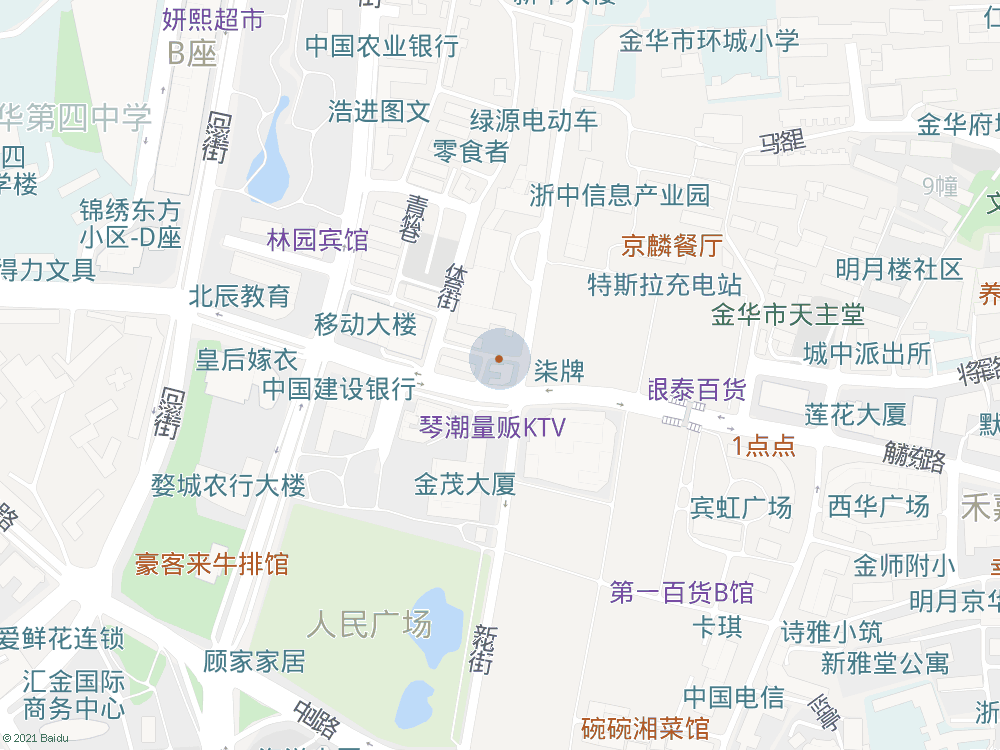 妍熙超市
B座
中国农业银行
金华市环城小学
浩进图文
华第四中学
回溪街
绿源电动车
零食者
马路里
金华府城
四
学楼
9幢
锦绣东方
小区-D座
浙中信息产业园
林园宾馆
京麟餐厅
得力文具
明月楼社区
特斯拉充电站
北辰教育
移动大楼
金华市天主堂
皇后嫁衣
城中派出所
柒牌
中国建设银行
银泰百货
回溪街
莲花大厦
琴潮量贩KTV
1点点
婺城农行大楼
金茂大厦
宾虹广场
西华广场
豪客来牛排馆
金师附小
第一百货B馆
明月京华
人民广场
卡琪
诗雅小筑
爱鲜花连锁
顾家家居
新雅堂公寓
汇金国际
商务中心
中国电信
碗碗湘菜馆
© 2021 Baidu